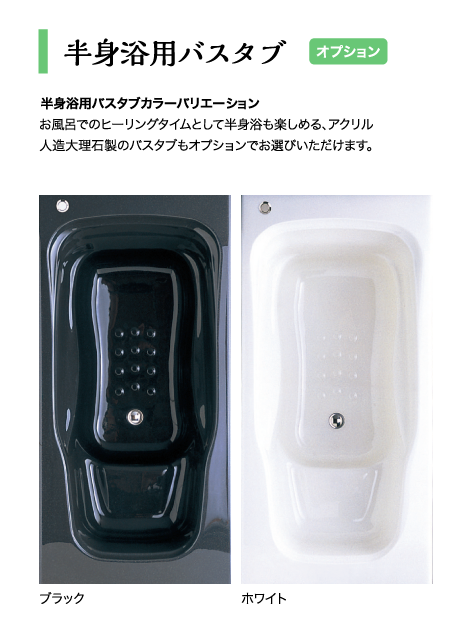 半身浴用バスタブ オプション
半身浴用バスタブカラーバリエーション
お風呂でのヒーリングタイムとして半身浴も楽しめる、アクリル
人造大理石製のバスタブもオプションでお選びいただけます。
ブラック ホワイト